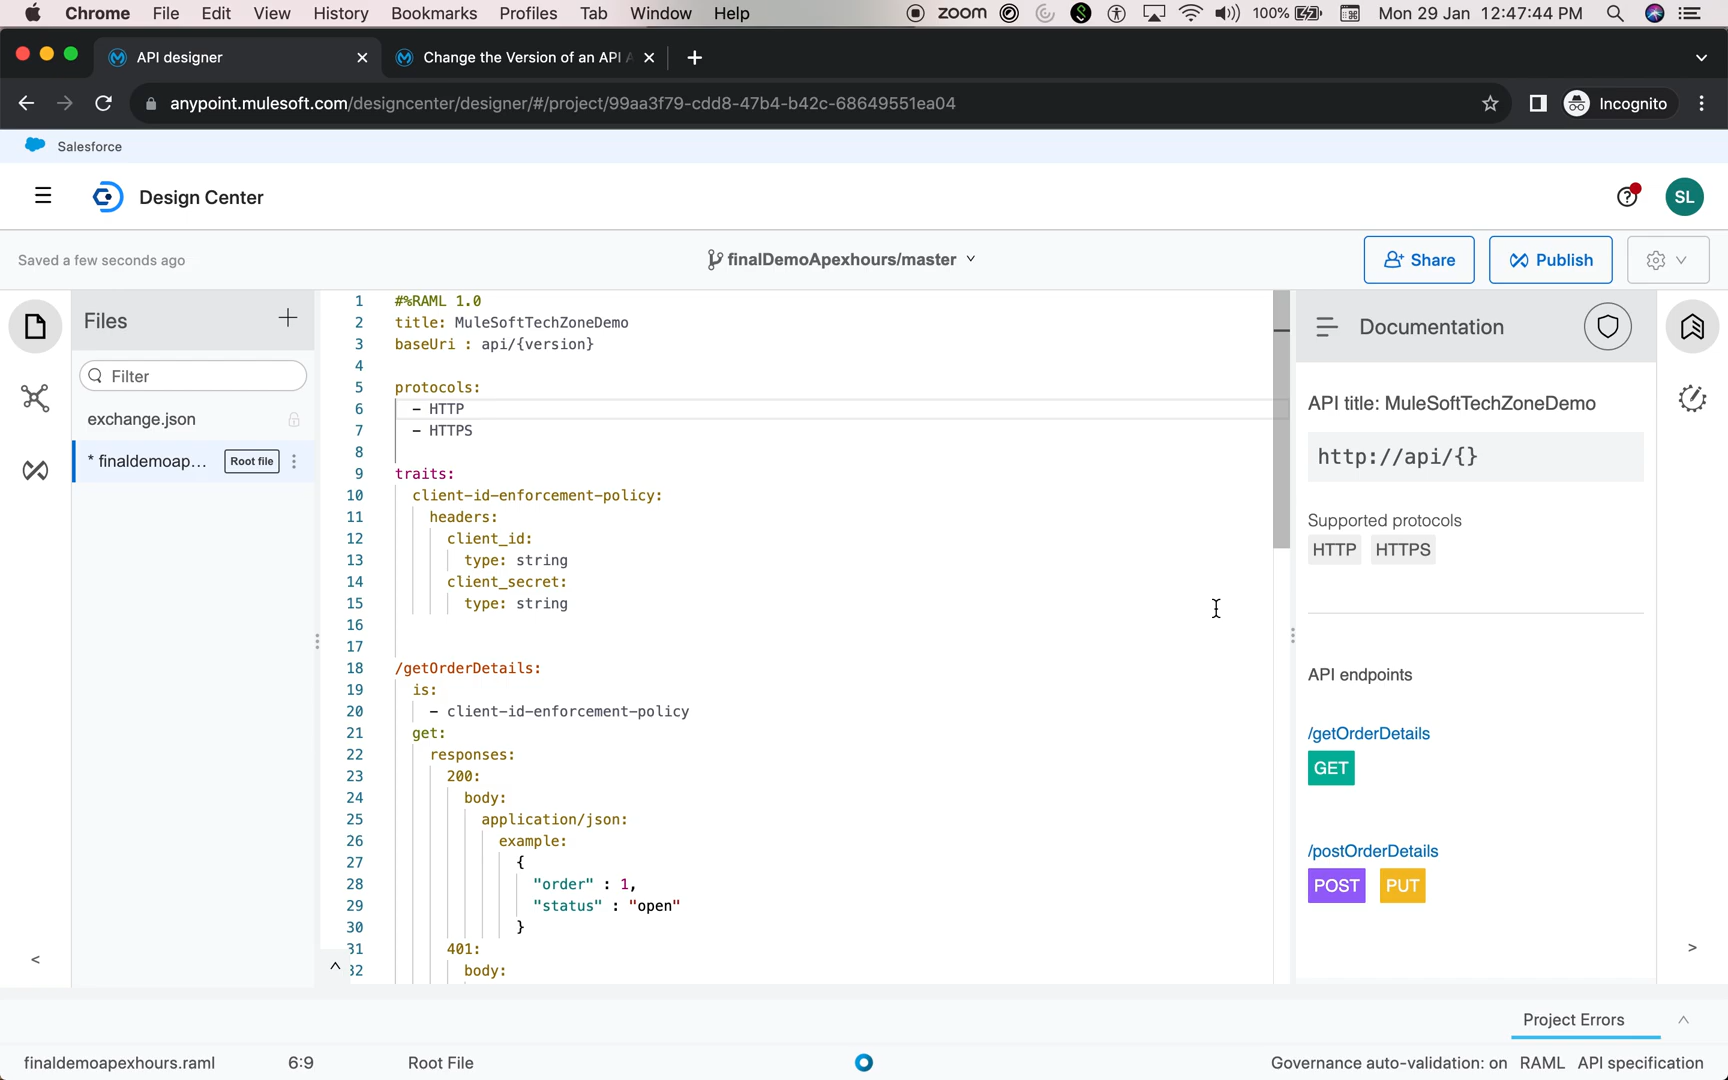 Chrome File Edit View History Bookmarks Profiles Tab Window Help zoom 100% Mon 29 Jan 12:47:44 PM
API designer
Change the Version of an API
anypoint.mulesoft.com/designcenter/designer/#/project/99aa3f79-cdd8-47b4-b42c-68649551ea04
Incognito
Salesforce
Design Center
SL
Saved a few seconds ago
finalDemoApexhours/master
Share
Publish
Files
Filter
exchange.json
* finaldemoap... Root file
1 #%RAML 1.0
2 title: MuleSoftTechZoneDemo
3 baseUri : api/{version}
4
5 protocols:
6 - HTTP
7 - HTTPS
8
9 traits:
10 client-id-enforcement-policy:
11 headers:
12 client_id:
13 type: string
14 client_secret:
15 type: string
16
17
18 /getOrderDetails:
19 is:
20 - client-id-enforcement-policy
21 get:
22 responses:
23 200:
24 body:
25 application/json:
26 example:
27 {
28 "order" : 1,
29 "status" : "open"
30 }
31 401:
32 body:
Documentation
API title: MuleSoftTechZoneDemo
http://api/{}
Supported protocols
HTTP HTTPS
API endpoints
/getOrderDetails
GET
/postOrderDetails
POST PUT
Project Errors
finaldemoapexhours.raml 6:9 Root File
Governance auto-validation: on RAML API specification